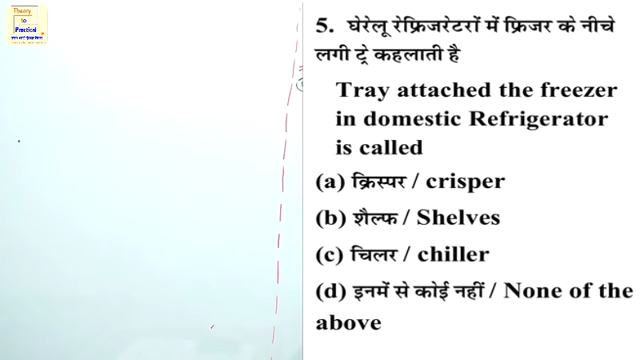 Theory
to
Practical
5. घेरेलू रेफ्रिजरेटरों में फ्रिजर के नीचे
लगी ट्रे कहलाती है
Tray attached the freezer
in domestic Refrigerator
is called
(a) क्रिस्पर / crisper
(b) शैल्फ / Shelves
(c) चिलर / chiller
(d) इनमें से कोई नहीं / None of the
above